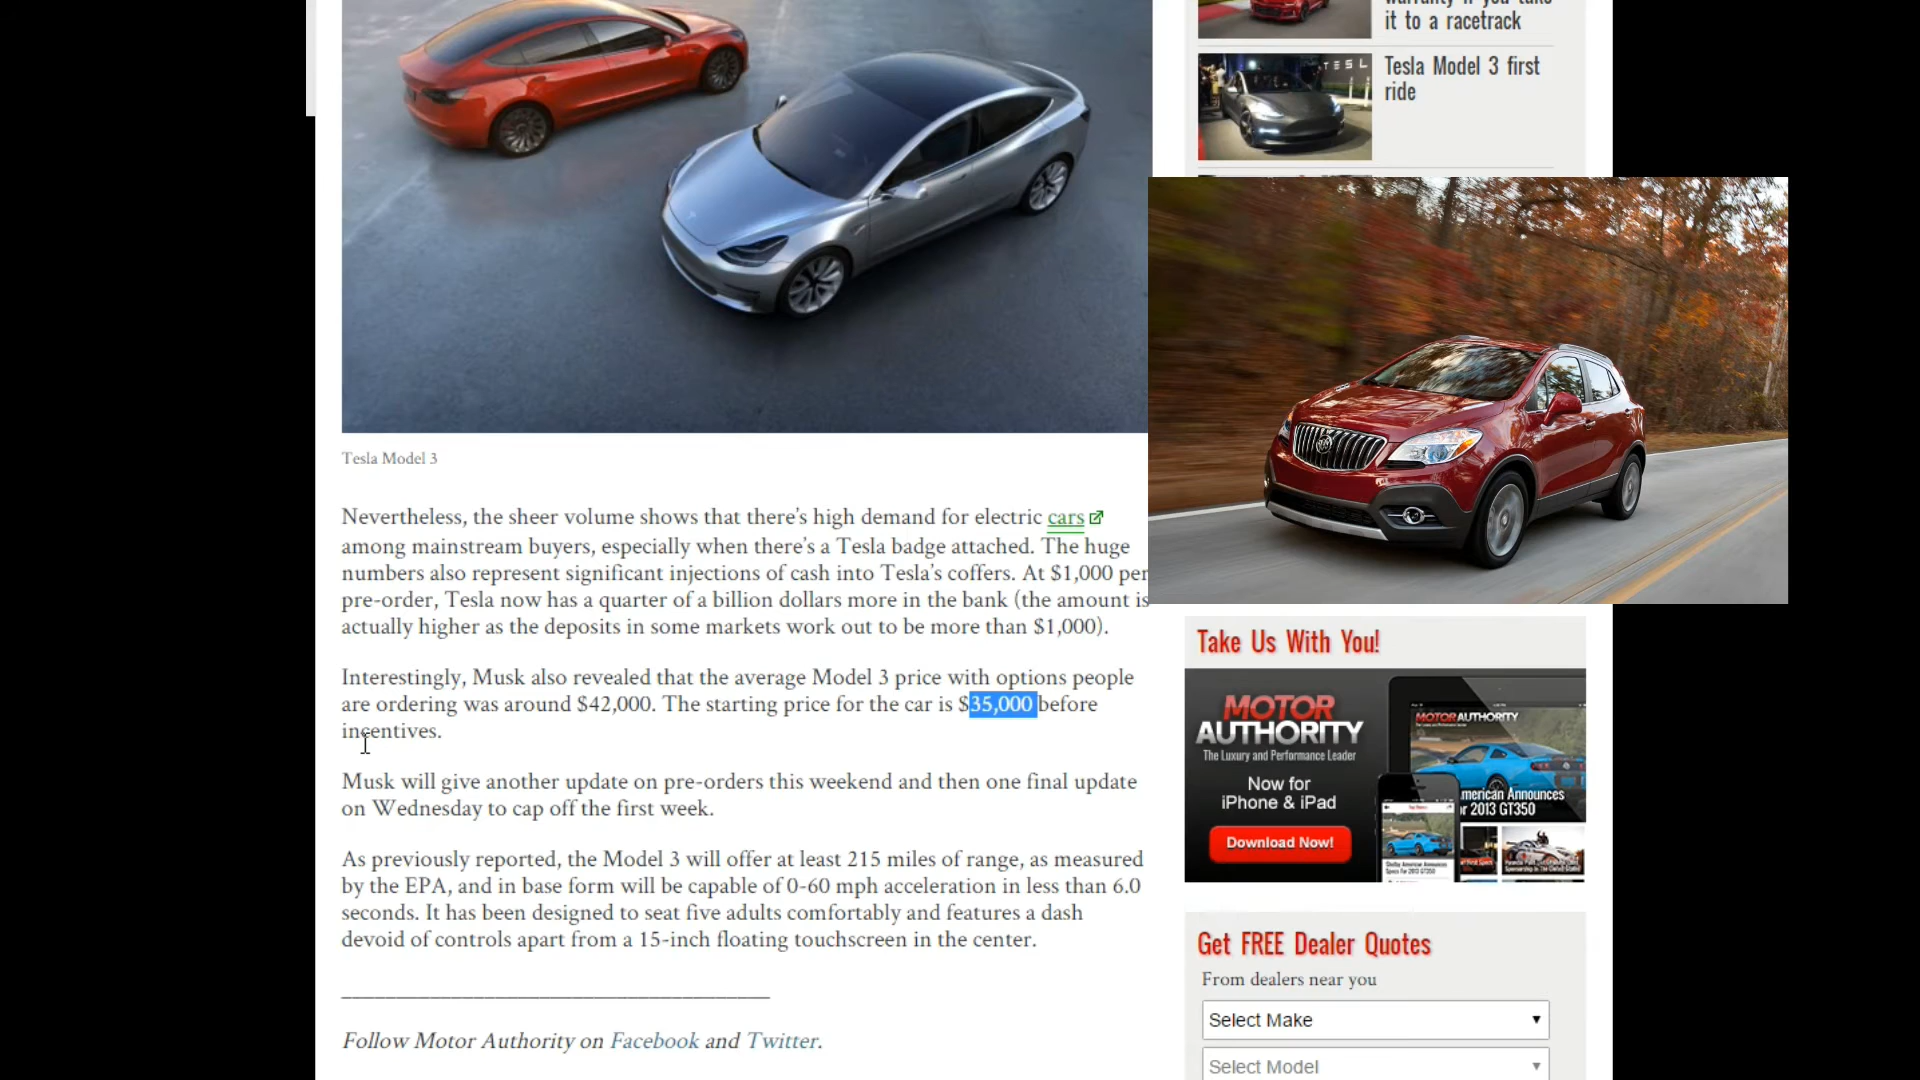 warranty if you take
it to a racetrack
TESL
Tesla Model 3 first
ride
Tesla Model 3
Nevertheless, the sheer volume shows that there's high demand for electric cars
among mainstream buyers, especially when there's a Tesla badge attached. The huge
numbers also represent significant injections of cash into Tesla's coffers. At $1,000 per
pre-order, Tesla now has a quarter of a billion dollars more in the bank (the amount is
actually higher as the deposits in some markets work out to be more than $1,000).
Interestingly, Musk also revealed that the average Model 3 price with options people
are ordering was around $42,000. The starting price for the car is $35,000 before
incentives.
Musk will give another update on pre-orders this weekend and then one final update
on Wednesday to cap off the first week.
As previously reported, the Model 3 will offer at least 215 miles of range, as measured
by the EPA, and in base form will be capable of 0-60 mph acceleration in less than 6.0
seconds. It has been designed to seat five adults comfortably and features a dash
devoid of controls apart from a 15-inch floating touchscreen in the center.
Follow Motor Authority on Facebook and Twitter.
Take Us With You!
MOTOR
AUTHORITY
The Luxury and Performance Leader
Now for
iPhone & iPad
Download Now!
MOTOR AUTHORITY
merican Announces
or 2013 GT350
Get FREE Dealer Quotes
From dealers near you
Select Make
Select Model